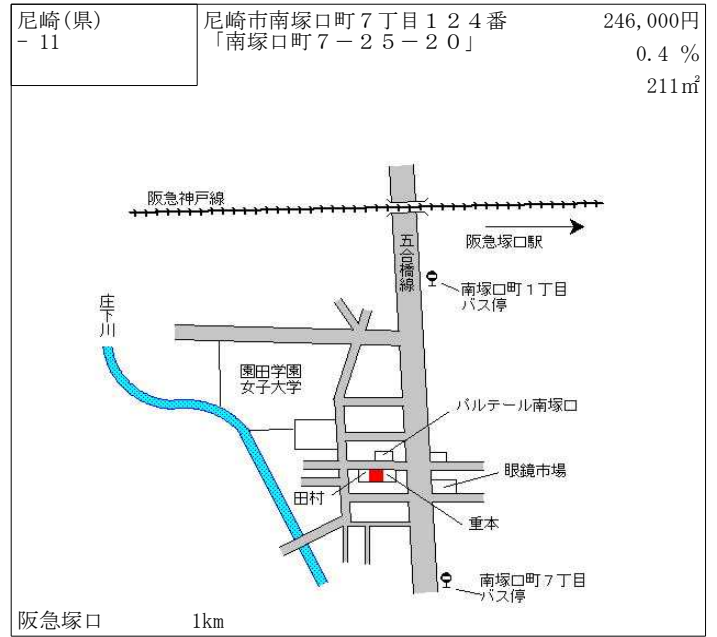 尼崎(県)
- 11
尼崎市南塚口町７丁目１２４番
「南塚口町７－２５－２０」
246,000円
0.4 %
211㎡
阪急神戸線
阪急塚口駅
五合橋線
南塚口町１丁目
バス停
庄下川
園田学園
女子大学
パルテール南塚口
眼鏡市場
田村
重本
南塚口町７丁目
バス停
阪急塚口 1km